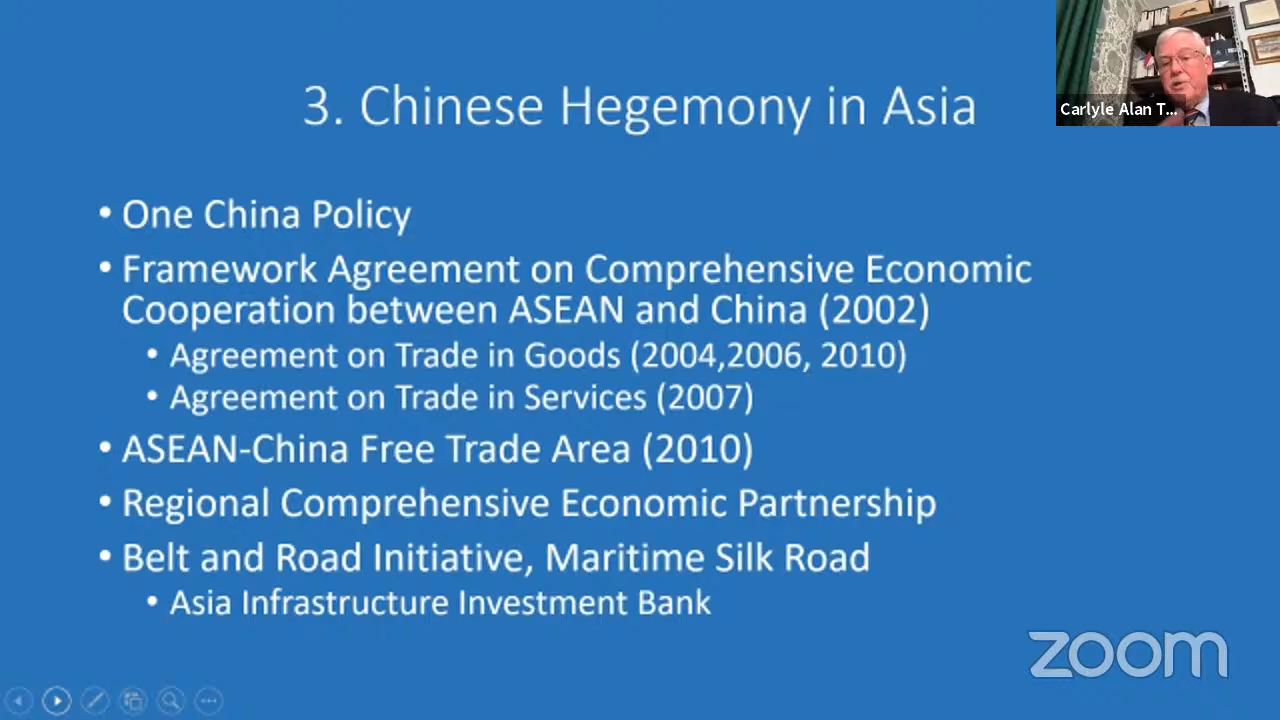 3. Chinese Hegemony in Asia
Carlyle Alan T...
• One China Policy
• Framework Agreement on Comprehensive Economic
Cooperation between ASEAN and China (2002)
• Agreement on Trade in Goods (2004,2006, 2010)
• Agreement on Trade in Services (2007)
• ASEAN-China Free Trade Area (2010)
• Regional Comprehensive Economic Partnership
• Belt and Road Initiative, Maritime Silk Road
• Asia Infrastructure Investment Bank
zoom